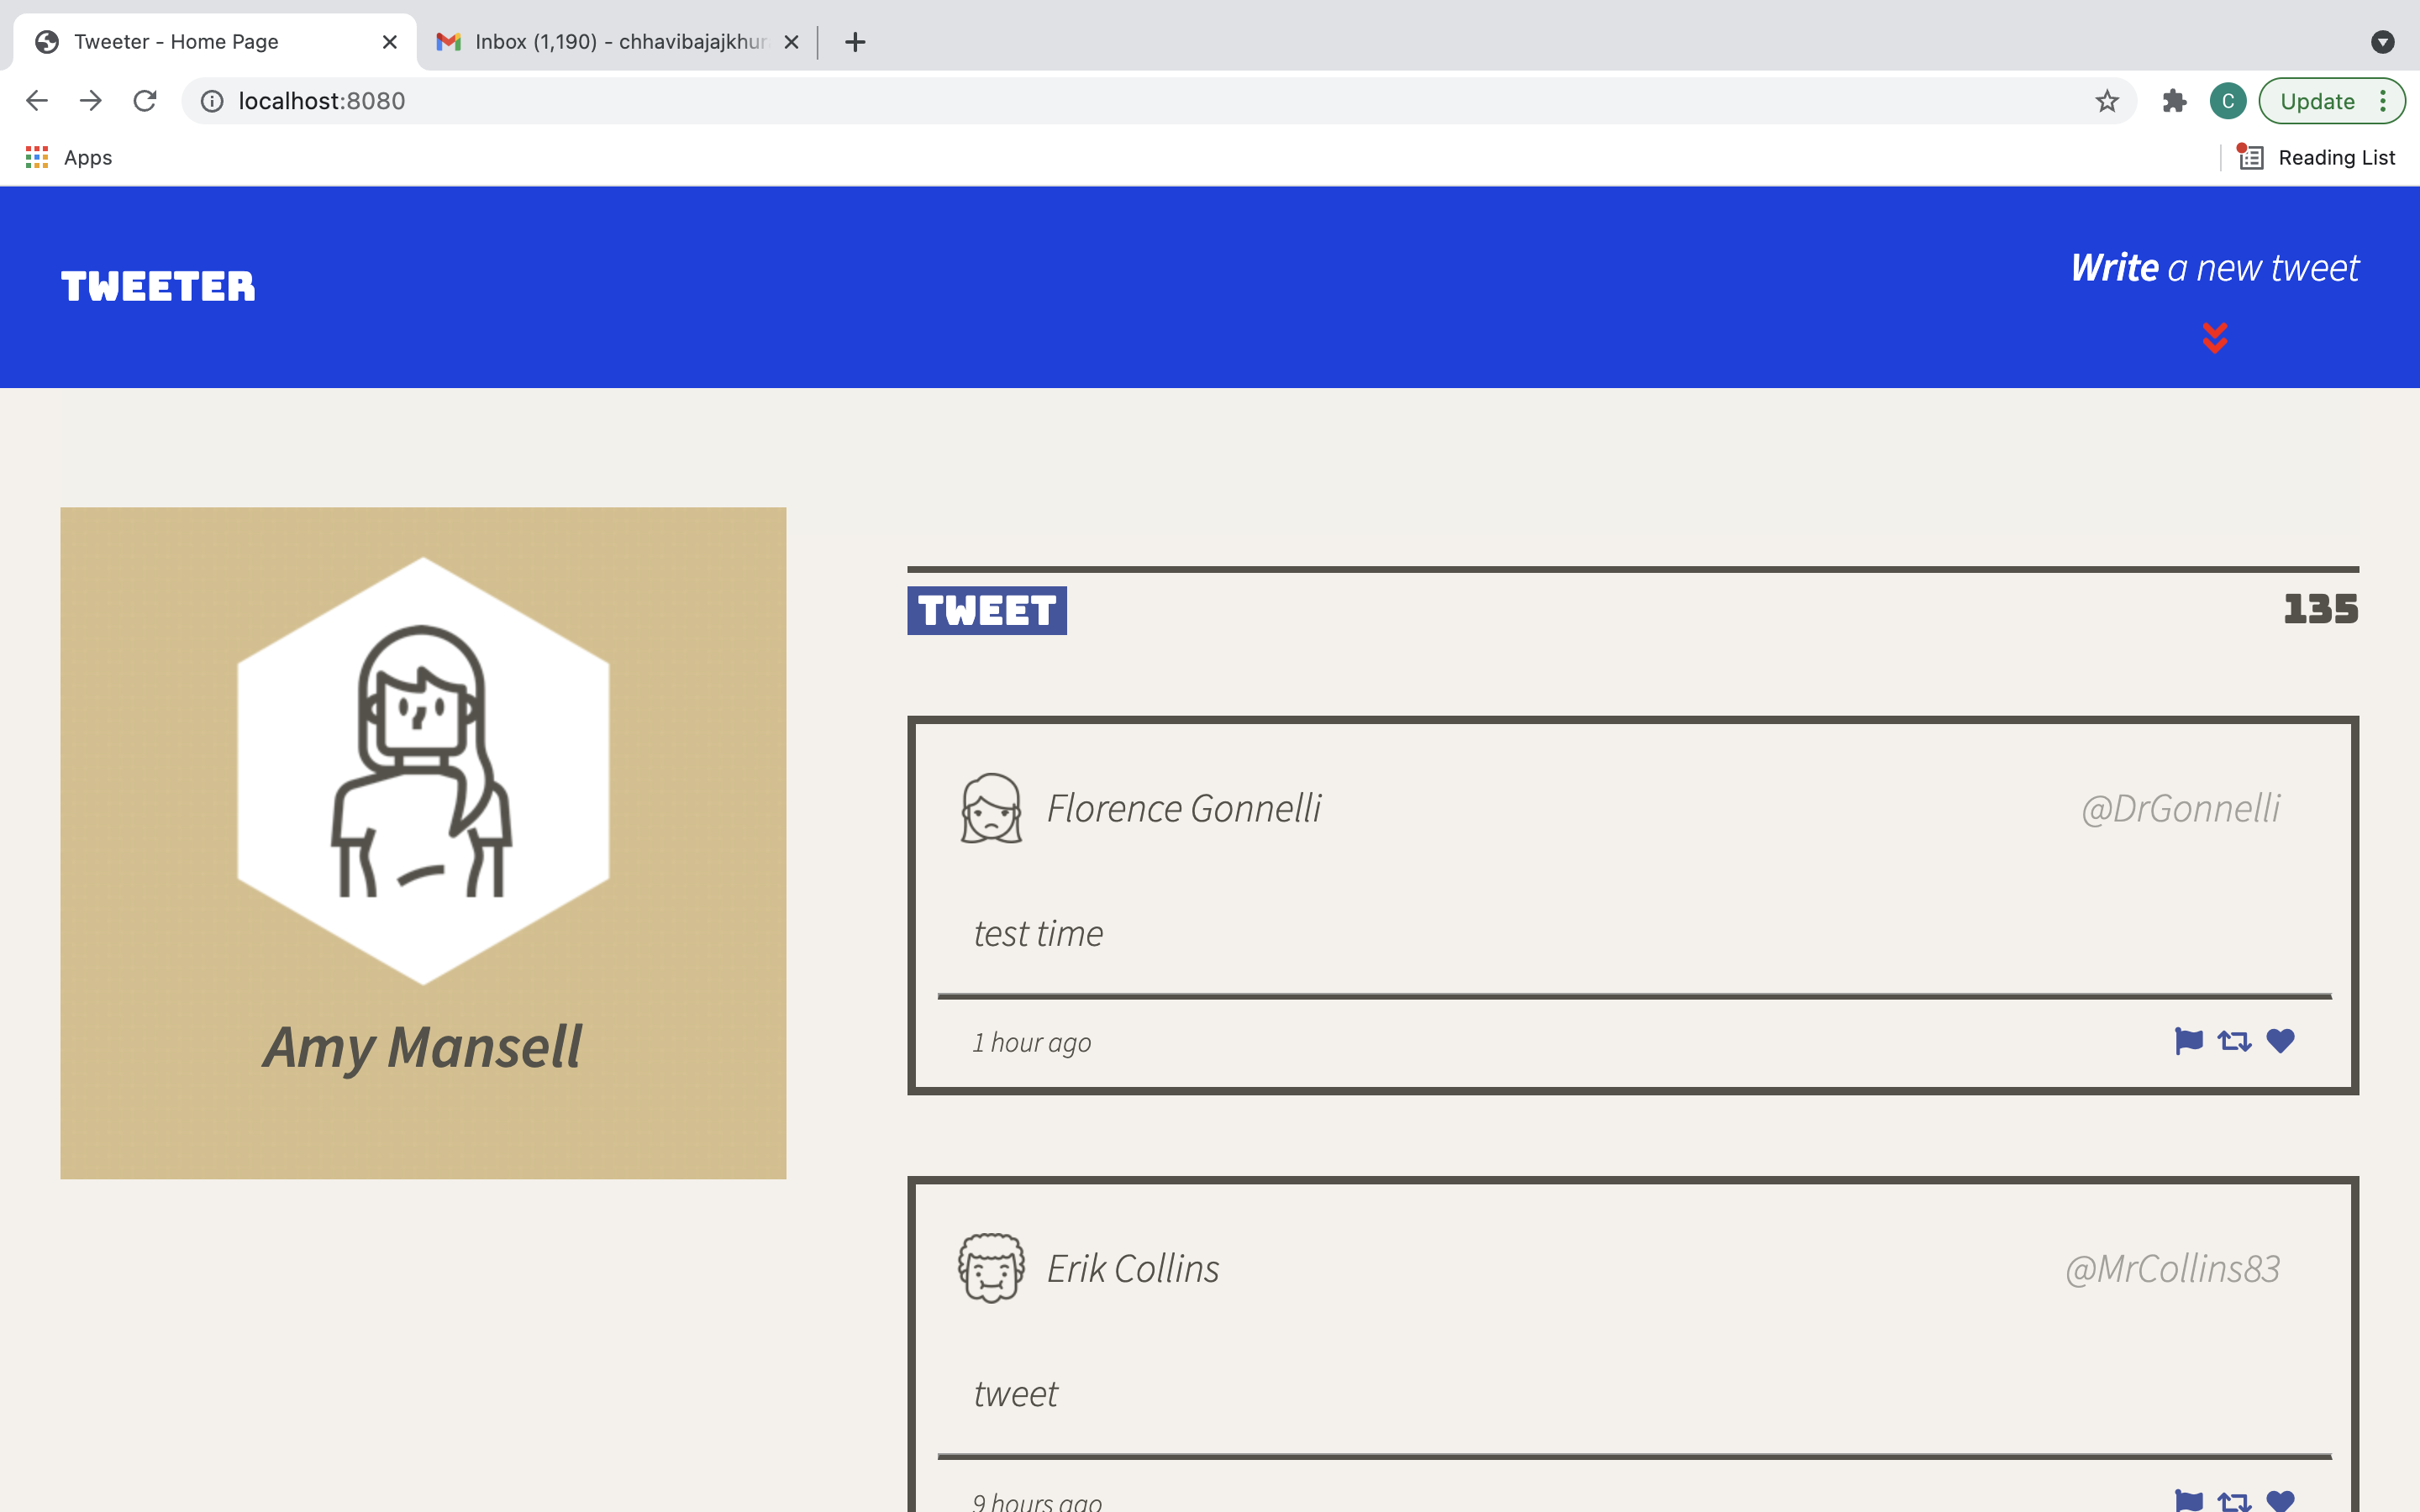 Tweeter - Home Page
Inbox (1,190) - chhavibajajkhur
localhost:8080
C
Update
Apps
Reading List
TWEETER
Write a new tweet
TWEET
135
Amy Mansell
Florence Gonnelli
@DrGonnelli
test time
1 hour ago
Erik Collins
@MrCollins83
tweet
9 hours ago